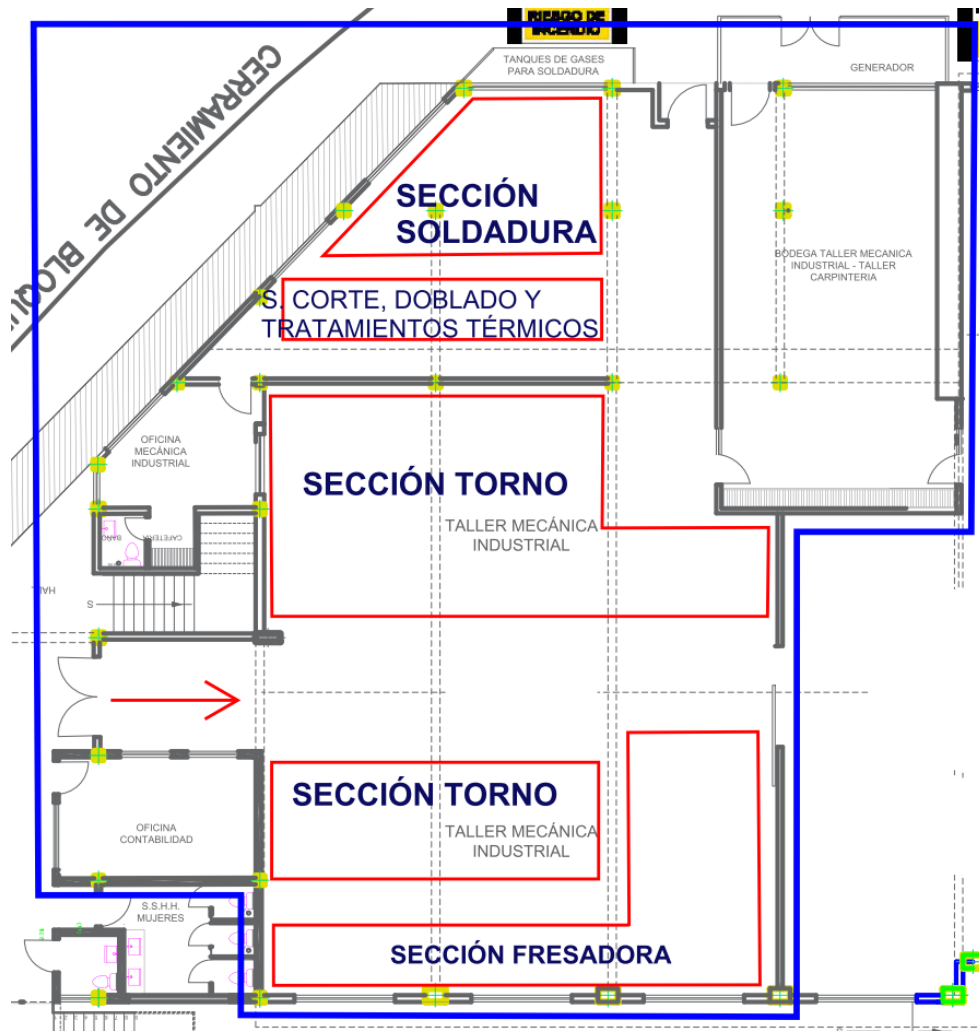 RIESGO DE
INCENDIO
TANQUES DE GASES
PARA SOLDADURA
GENERADOR
CERRAMIENTO DE
SECCIÓN
SOLDADURA
BODEGA TALLER MECANICA
INDUSTRIAL - TALLER
CARPINTERIA
S. CORTE, DOBLADO Y
TRATAMIENTOS TÉRMICOS
OFICINA
MECÁNICA
INDUSTRIAL
SECCIÓN TORNO
TALLER MECÁNICA
INDUSTRIAL
BAÑO
CAFETERIA
HALL
S
SECCIÓN TORNO
TALLER MECÁNICA
INDUSTRIAL
OFICINA
CONTABILIDAD
S.S.H.H.
MUJERES
SECCIÓN FRESADORA